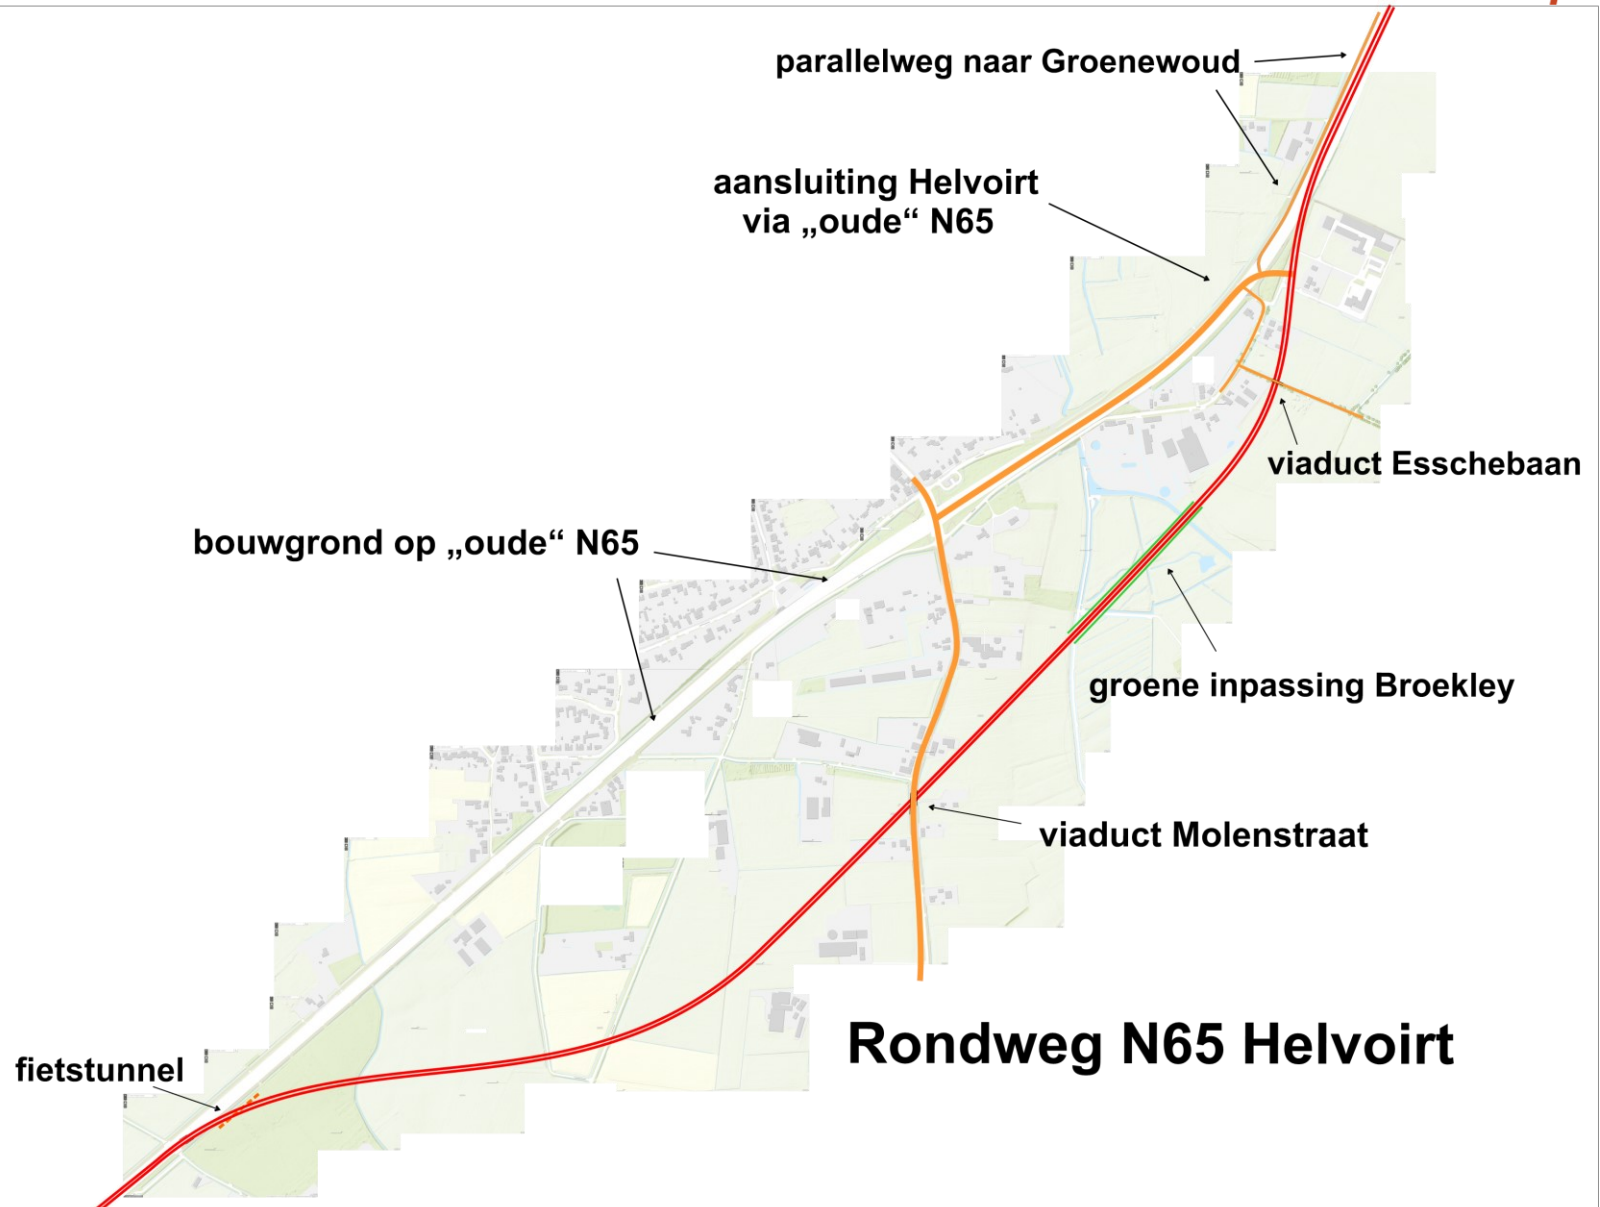 parallelweg naar Groenewoud
aansluiting Helvoirt
via „oude“ N65
viaduct Esschebaan
bouwgrond op „oude“ N65
groene inpassing Broekley
viaduct Molenstraat
Rondweg N65 Helvoirt
fietstunnel